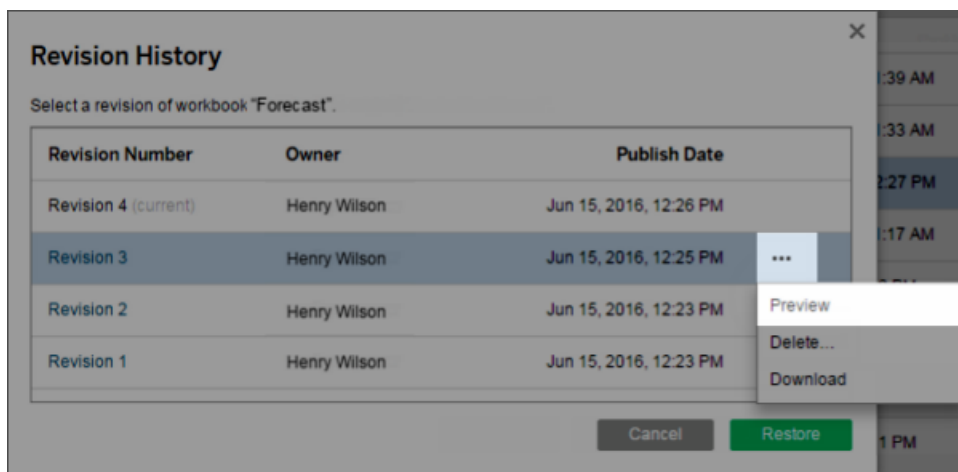 Revision History
Select a revision of workbook "Forecast".
Revision Number Owner Publish Date
Revision 4 (current) Henry Wilson Jun 15, 2016, 12:26 PM
Revision 3 Henry Wilson Jun 15, 2016, 12:25 PM ...
Revision 2 Henry Wilson Jun 15, 2016, 12:23 PM
Revision 1 Henry Wilson Jun 15, 2016, 12:23 PM
Preview
Delete...
Download
Cancel Restore
:39 AM
:33 AM
2:27 PM
:17 AM
1 PM